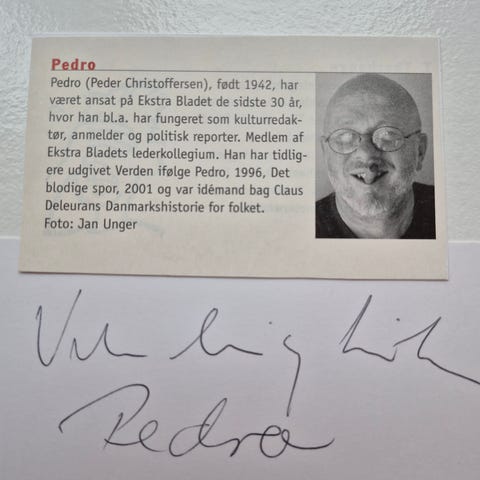 Pedro
Pedro (Peder Christoffersen), født 1942, har
været ansat på Ekstra Bladet de sidste 30 år,
hvor han bl.a. har fungeret som kulturredak-
tør, anmelder og politisk reporter. Medlem af
Ekstra Bladets lederkollegium. Han har tidlig-
ere udgivet Verden ifølge Pedro, 1996, Det
blodige spor, 2001 og var idémand bag Claus
Deleurans Danmarkshistorie for folket.
Foto: Jan Unger
Pedro